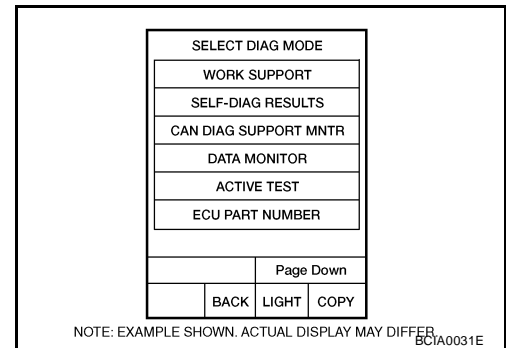 SELECT DIAG MODE
WORK SUPPORT
SELF-DIAG RESULTS
CAN DIAG SUPPORT MNTR
DATA MONITOR
ACTIVE TEST
ECU PART NUMBER
Page Down
BACK LIGHT COPY
NOTE: EXAMPLE SHOWN. ACTUAL DISPLAY MAY DIFFER.
BCIA0031E